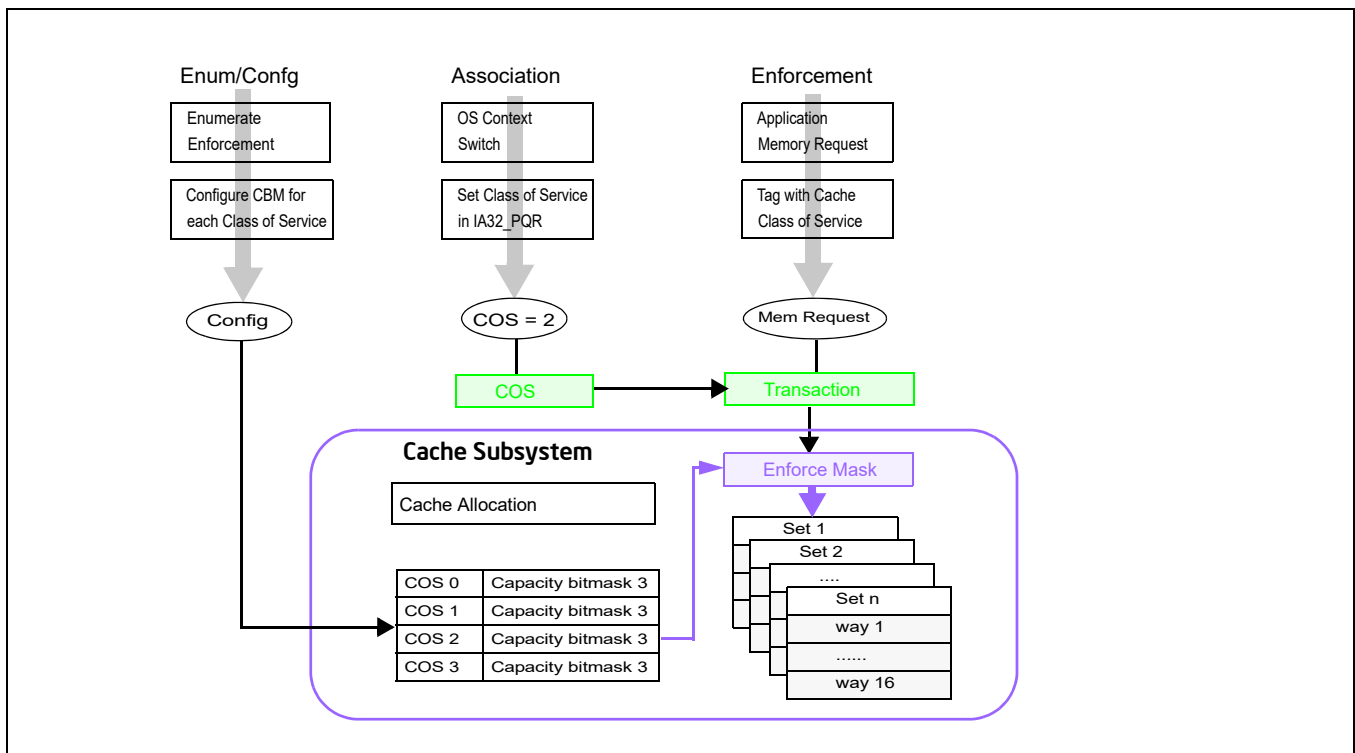 Enum/Confg
Association
Enforcement
Enumerate
Enforcement
OS Context
Switch
Application
Memory Request
Configure CBM for
each Class of Service
Set Class of Service
in IA32_PQR
Tag with Cache
Class of Service
Config
COS = 2
Mem Request
COS
Transaction
Cache Subsystem
Enforce Mask
Cache Allocation
Set 1
Set 2
....
Set n
way 1
......
way 16
COS 0 Capacity bitmask 3
COS 1 Capacity bitmask 3
COS 2 Capacity bitmask 3
COS 3 Capacity bitmask 3